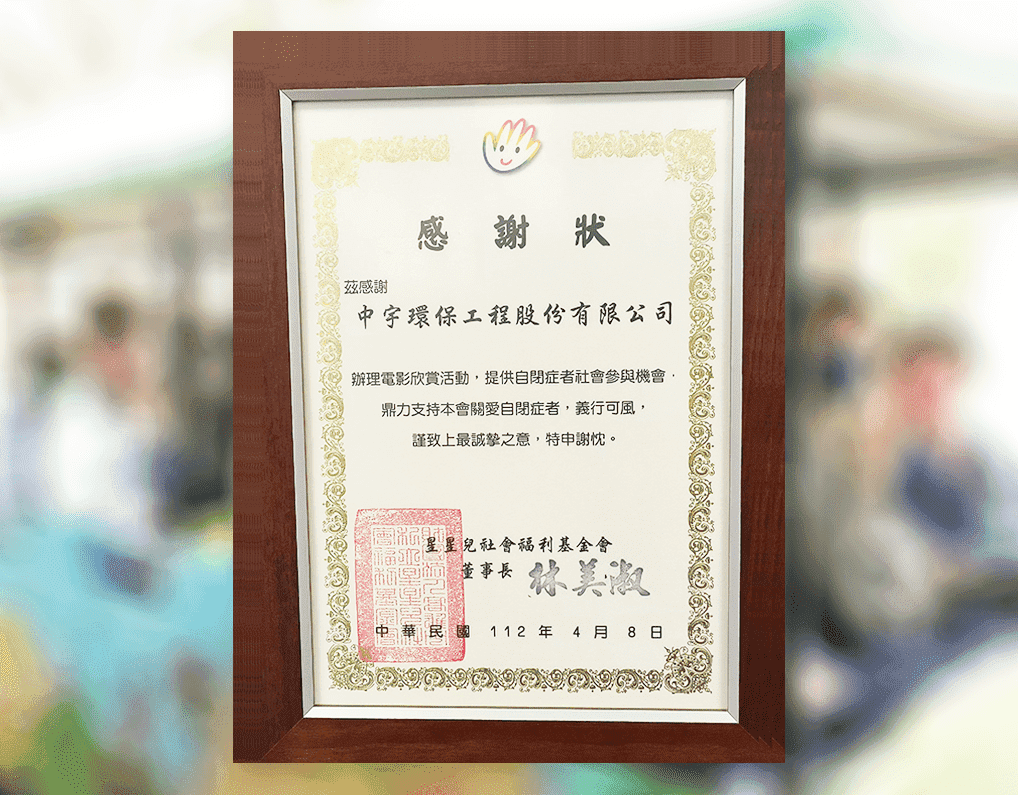 感謝狀
茲感謝
中宇環保工程股份有限公司
辦理電影欣賞活動，提供自閉症者社會參與機會，
鼎力支持本會關愛自閉症者，義行可風，
謹致上最誠摯之意，特申謝忱。
星星兒社會福利基金會
董事長 林美淑
中華民國 112 年 4 月 8 日